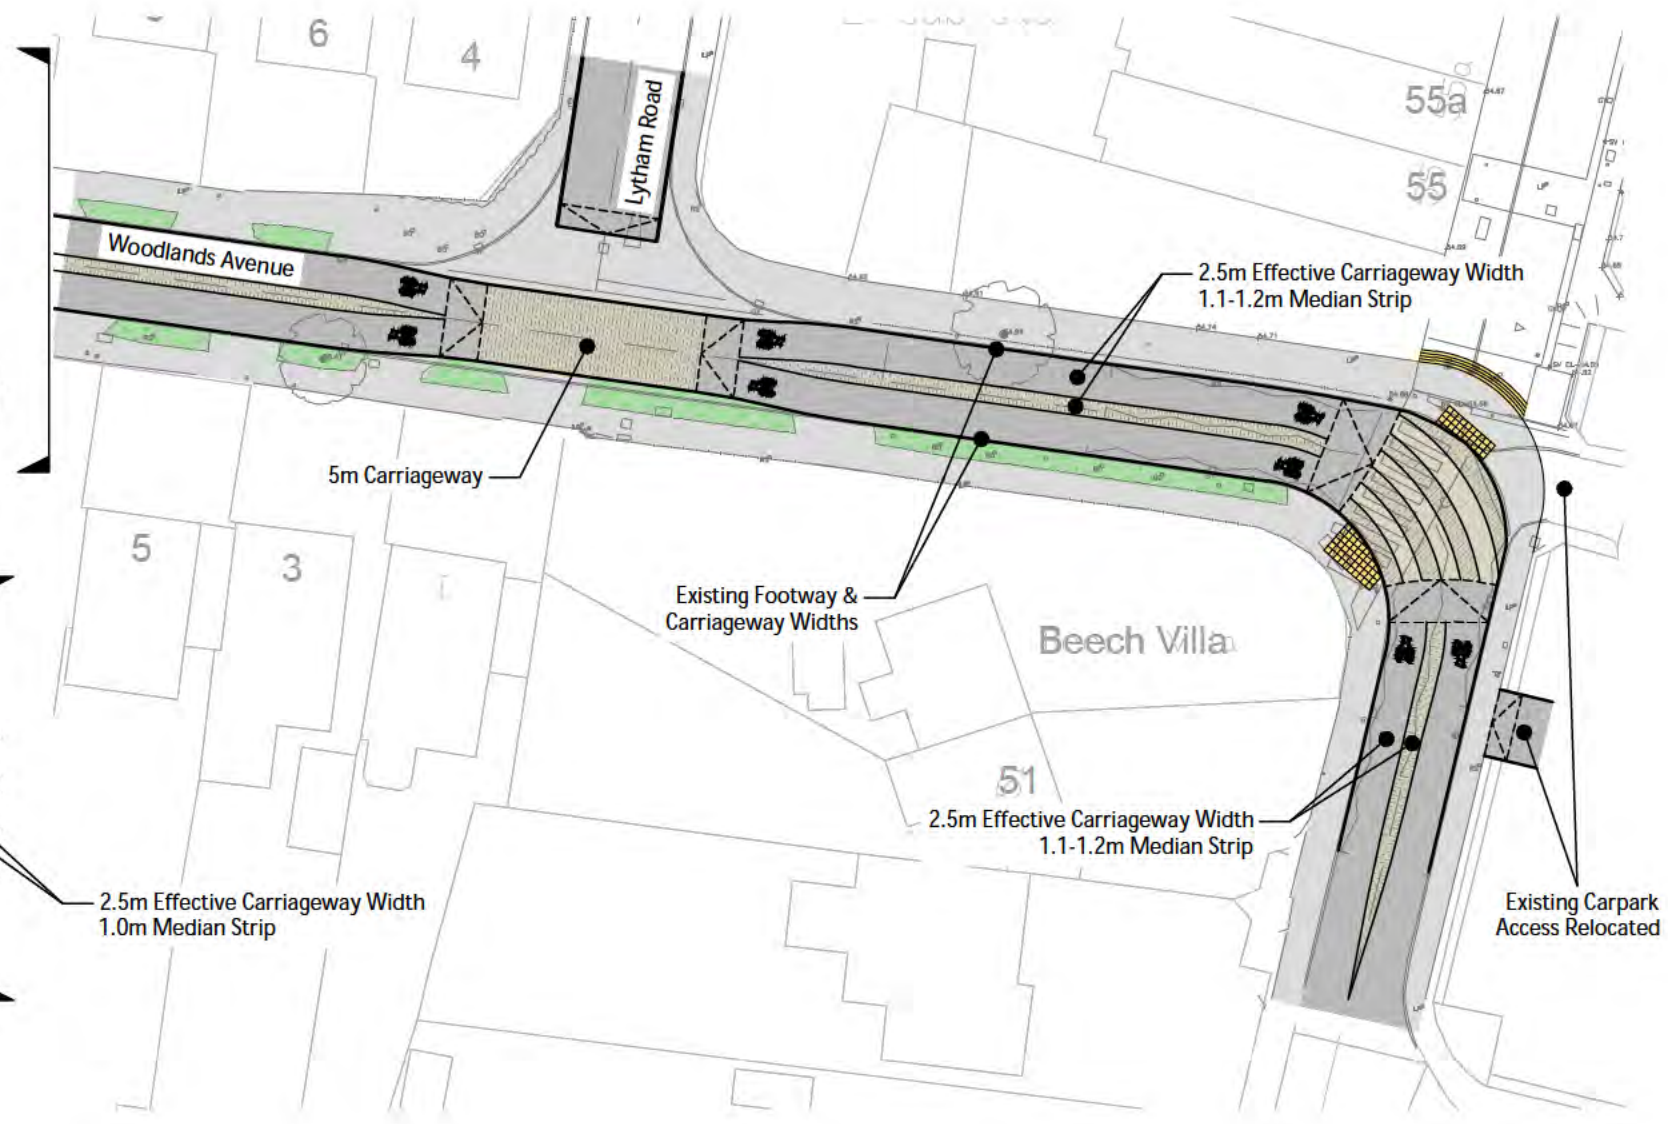 6
4
Lytham Road
55a
55
Woodlands Avenue
2.5m Effective Carriageway Width
1.1-1.2m Median Strip
5m Carriageway
5
3
Existing Footway &
Carriageway Widths
Beech Villa
51
2.5m Effective Carriageway Width
1.1-1.2m Median Strip
2.5m Effective Carriageway Width
1.0m Median Strip
Existing Carpark
Access Relocated